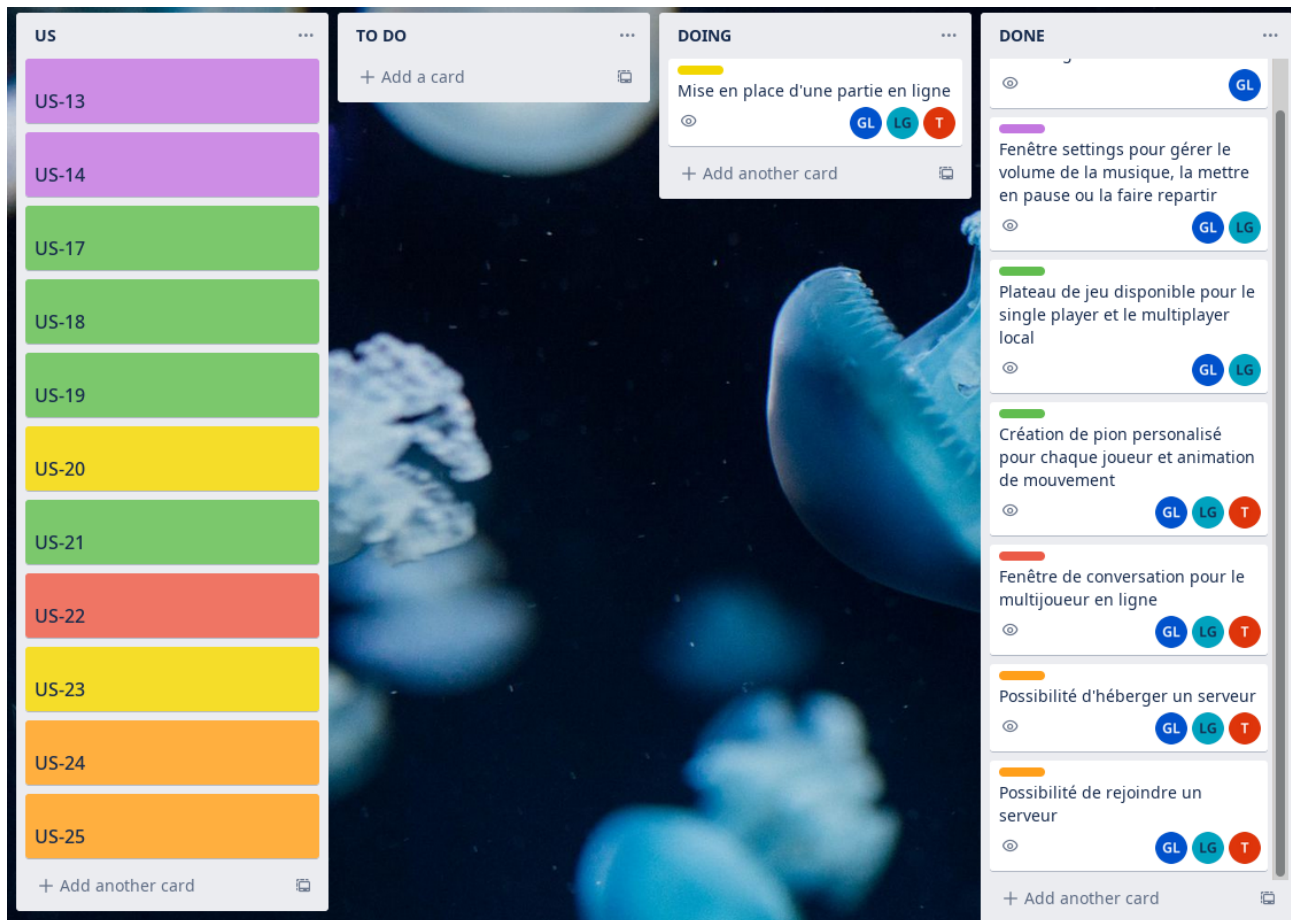 US
US-13
US-14
US-17
US-18
US-19
US-20
US-21
US-22
US-23
US-24
US-25
+ Add another card
TO DO
+ Add a card
DOING
Mise en place d'une partie en ligne
GL LG T
+ Add another card
DONE
GL
Fenêtre settings pour gérer le
volume de la musique, la mettre
en pause ou la faire repartir
GL LG
Plateau de jeu disponible pour le
single player et le multiplayer
local
GL LG
Création de pion personalisé
pour chaque joueur et animation
de mouvement
GL LG T
Fenêtre de conversation pour le
multijoueur en ligne
GL LG T
Possibilité d'héberger un serveur
GL LG T
Possibilité de rejoindre un
serveur
GL LG T
+ Add another card